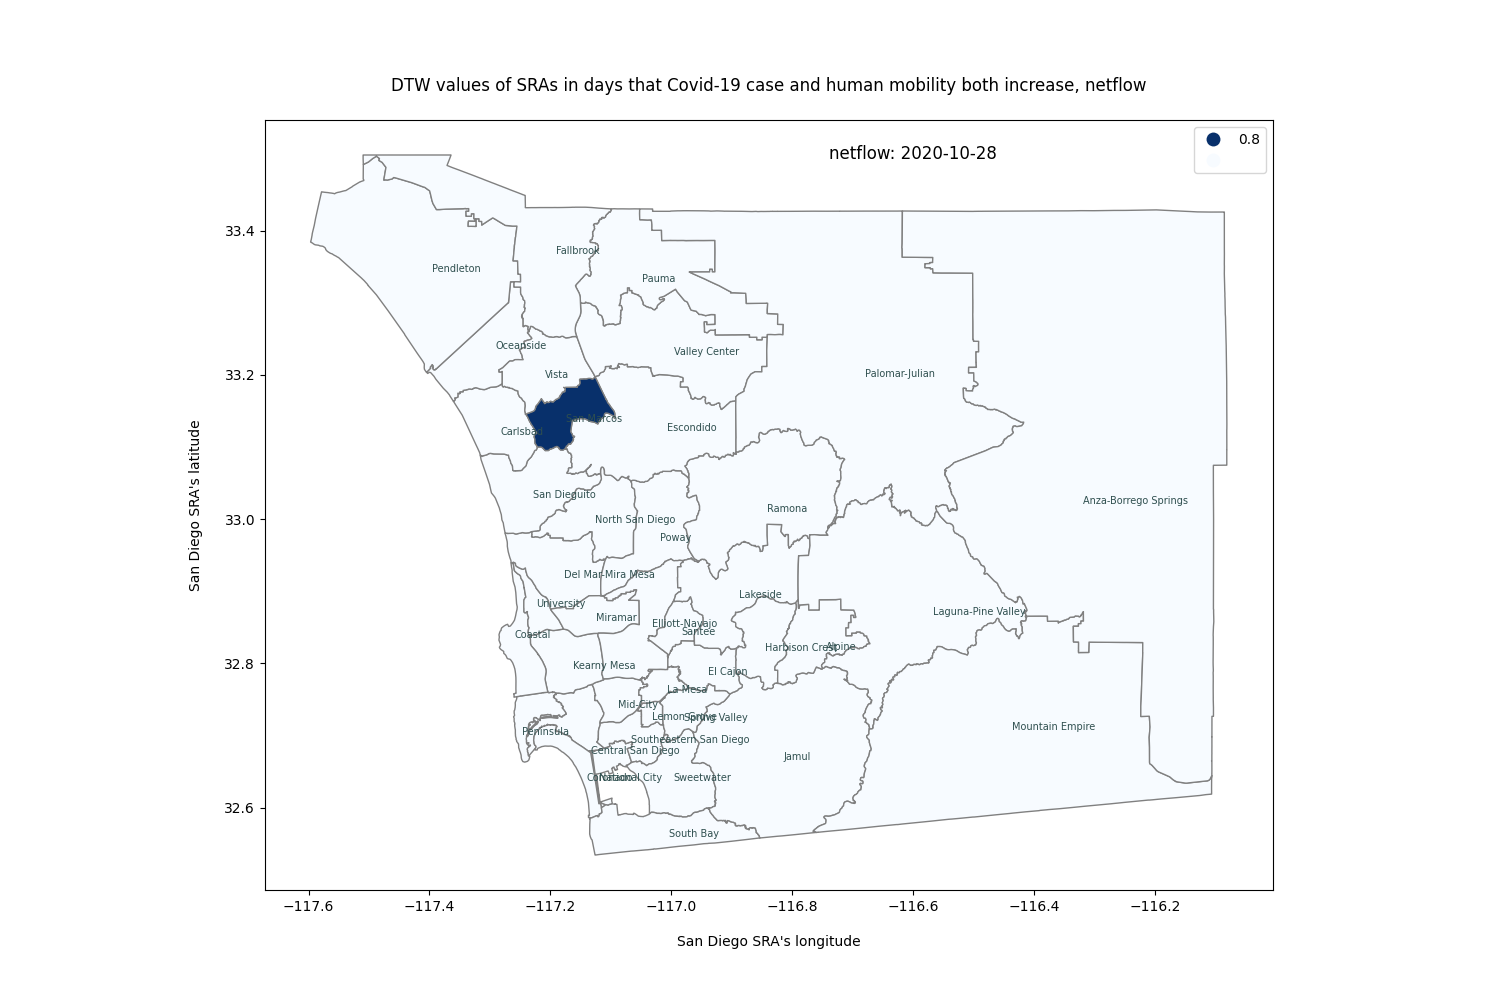 DTW values of SRAs in days that Covid-19 case and human mobility both increase, netflow
0.8
netflow: 2020-10-28
33.4
33.2
33.0
32.8
32.6
San Diego SRA's latitude
Fallbrook
Pendleton
Pauma
Oceanside
Valley Center
Vista
Palomar-Julian
San Marcos
Carlsbad
Escondido
San Dieguito
Anza-Borrego Springs
Ramona
North San Diego
Poway
Del Mar-Mira Mesa
Lakeside
University
Laguna-Pine Valley
Miramar
Elliott-Navajo
Santee
Coastal
Harbison Crest
Alpine
Kearny Mesa
El Cajon
La Mesa
Mid-City
Lemon Grove
Spring Valley
Mountain Empire
Peninsula
Southeastern San Diego
Central San Diego
Jamul
Coronado
National City
Sweetwater
South Bay
−117.6
−117.4
−117.2
−117.0
−116.8
−116.6
−116.4
−116.2
San Diego SRA's longitude